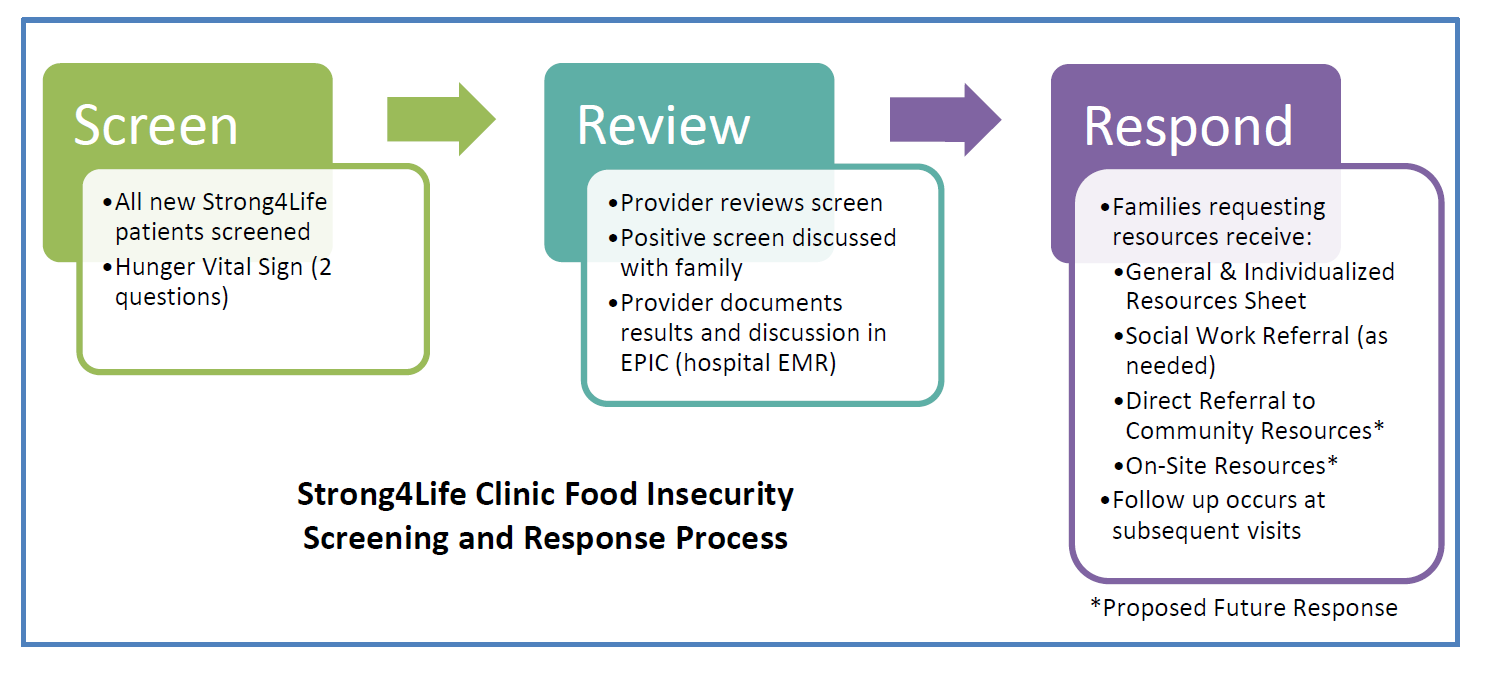 Screen
•All new Strong4Life
patients screened
•Hunger Vital Sign (2
questions)
Review
•Provider reviews screen
•Positive screen discussed
with family
•Provider documents
results and discussion in
EPIC (hospital EMR)
Respond
•Families requesting
resources receive:
•General & Individualized
Resources Sheet
•Social Work Referral (as
needed)
•Direct Referral to
Community Resources*
•On-Site Resources*
•Follow up occurs at
subsequent visits
Strong4Life Clinic Food Insecurity
Screening and Response Process
*Proposed Future Response